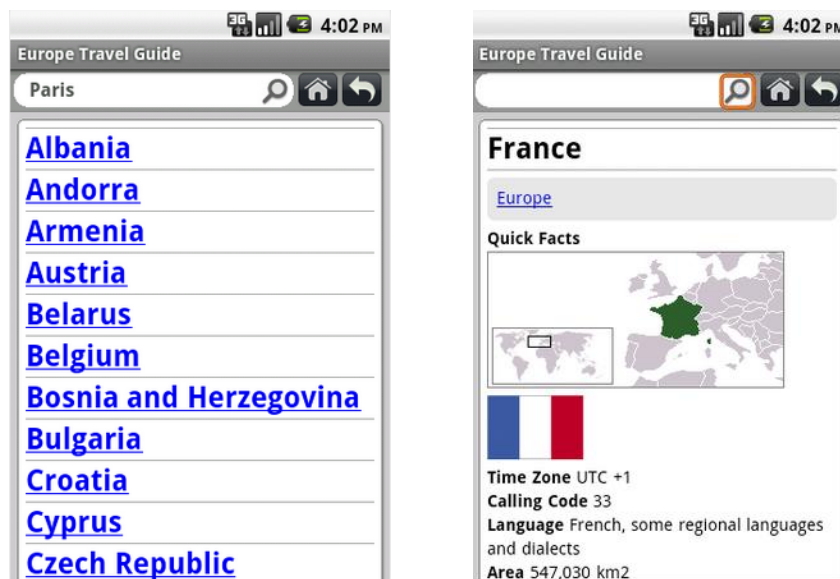 3G 4:02 PM
Europe Travel Guide
Paris
Albania
Andorra
Armenia
Austria
Belarus
Belgium
Bosnia and Herzegovina
Bulgaria
Croatia
Cyprus
Czech Republic
3G 4:02 PM
Europe Travel Guide
France
Europe
Quick Facts
Time Zone UTC +1
Calling Code 33
Language French, some regional languages
and dialects
Area 547,030 km2